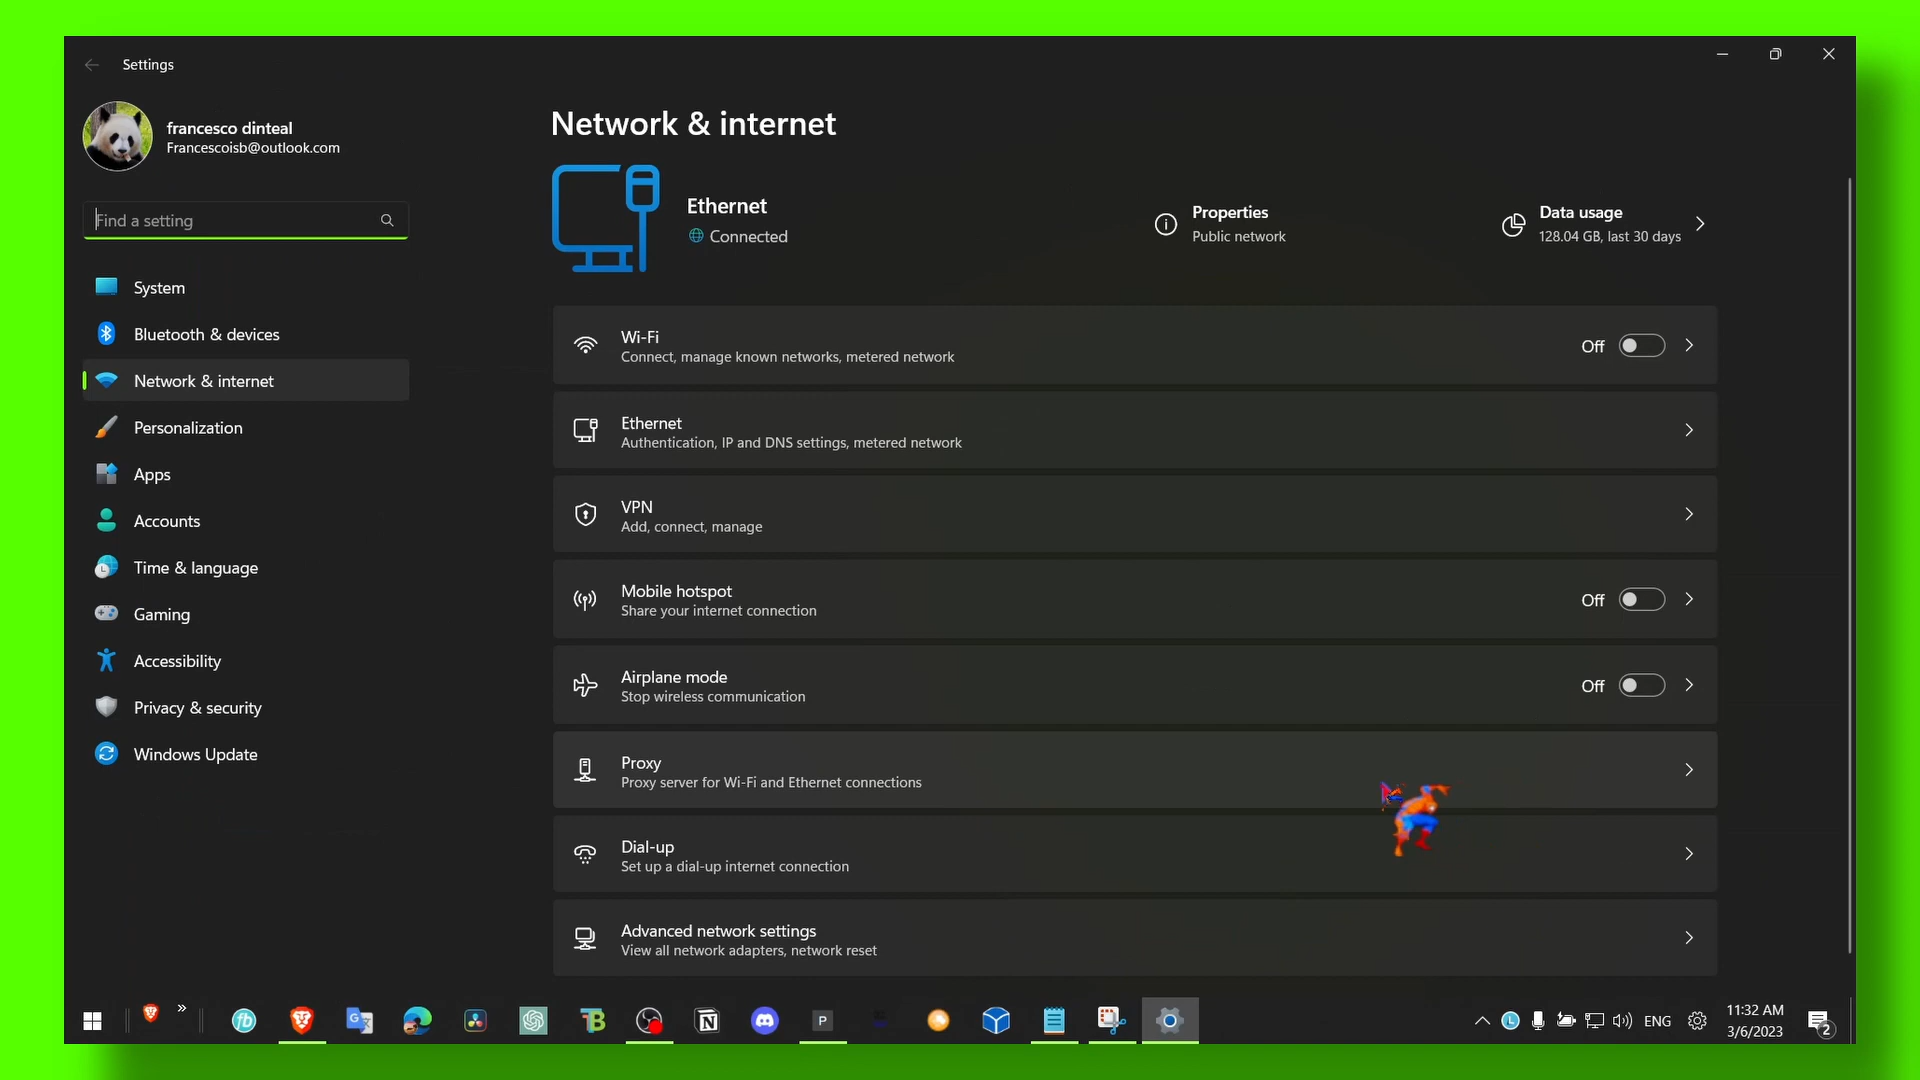 Settings
francesco dinteal
Francescoisb@outlook.com
Find a setting
System
Bluetooth & devices
Network & internet
Personalization
Apps
Accounts
Time & language
Gaming
Accessibility
Privacy & security
Windows Update
Network & internet
Ethernet
Connected
Properties
Public network
Data usage
128.04 GB, last 30 days
Wi-Fi
Connect, manage known networks, metered network
Off
Ethernet
Authentication, IP and DNS settings, metered network
VPN
Add, connect, manage
Mobile hotspot
Share your internet connection
Off
Airplane mode
Stop wireless communication
Off
Proxy
Proxy server for Wi-Fi and Ethernet connections
Dial-up
Set up a dial-up internet connection
Advanced network settings
View all network adapters, network reset
fb
G
TB
N
P
ENG
11:32 AM
3/6/2023
2